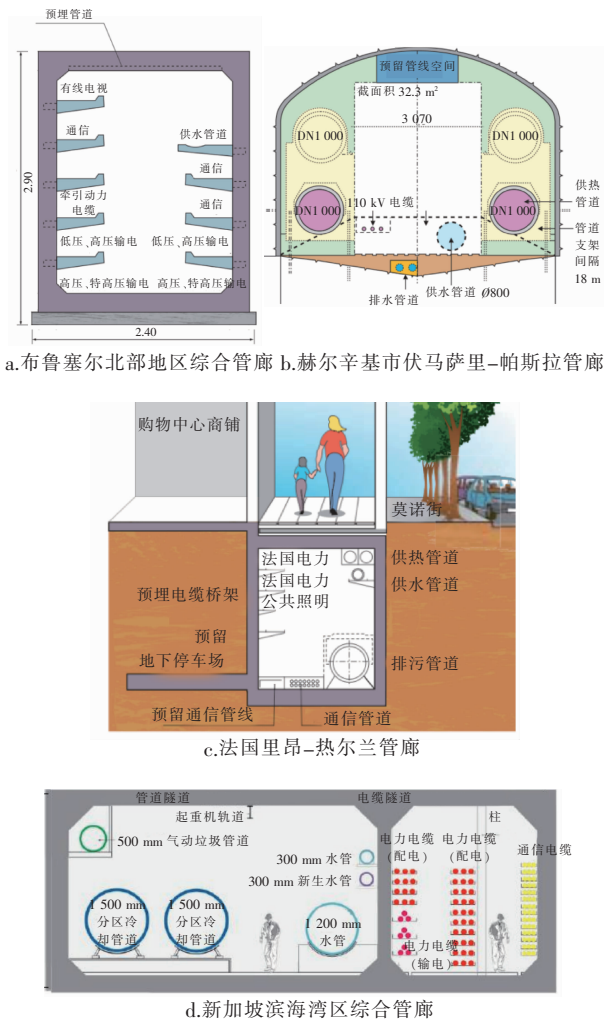 预埋管道
有线电视
通信
牵引动力
电缆
低压、高压输电
高压、特高压输电
供水管道
通信
通信
低压、高压输电
高压、特高压输电
2.90
2.40
预留管线空间
截面积 32.3 m²
3 070
DN1 000
DN1 000
DN1 000
DN1 000
110 kV 电缆
供热
管道
管道
支架
间隔
18 m
排水管道
供水管道 Ø800
a.布鲁塞尔北部地区综合管廊 b.赫尔辛基市伏马萨里–帕斯拉管廊
购物中心商铺
莫诺街
法国电力
法国电力
公共照明
供热管道
供水管道
预埋电缆桥架
预留
地下停车场
排污管道
预留通信管线
通信管道
c.法国里昂–热尔兰管廊
管道隧道
电缆隧道
起重机轨道
柱
500 mm 气动垃圾管道
300 mm 水管
300 mm 新生水管
电力电缆
(配电)
电力电缆
(配电)
通信电缆
1 500 mm
分区冷
却管道
1 500 mm
分区冷
却管道
1 200 mm
水管
电力电缆
(输电)
d.新加坡滨海湾区综合管廊